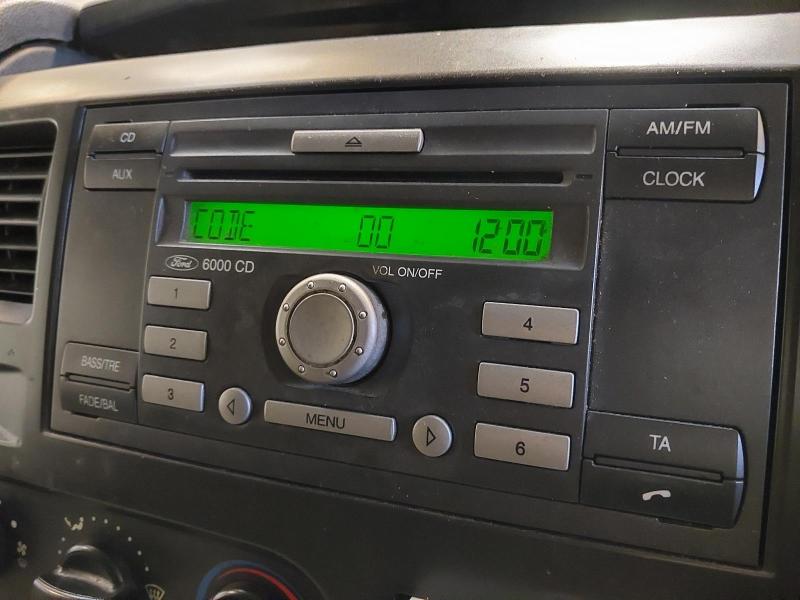 CD
AUX
AM/FM
CLOCK
CODE 00 1200
Ford 6000 CD
VOL ON/OFF
1
2
3
4
5
6
BASS/TRE
FADE/BAL
MENU
TA